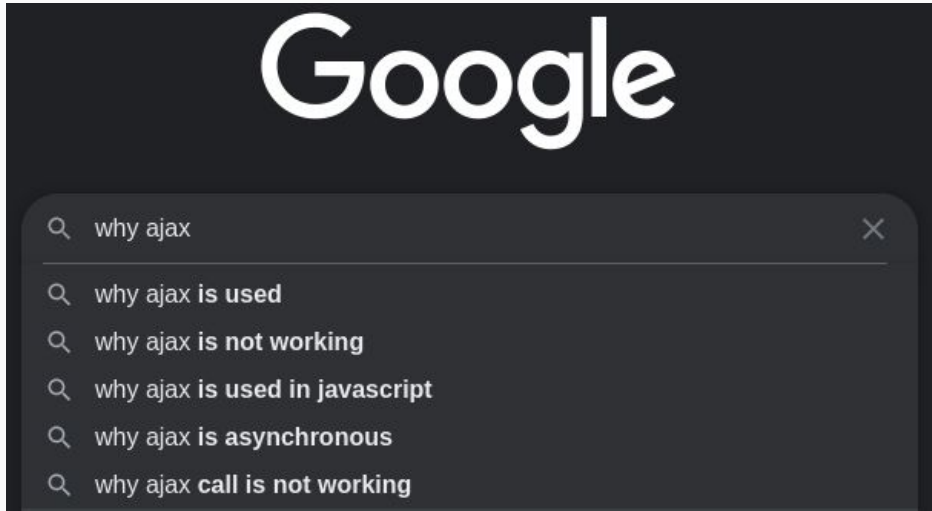 Google
why ajax
why ajax is used
why ajax is not working
why ajax is used in javascript
why ajax is asynchronous
why ajax call is not working